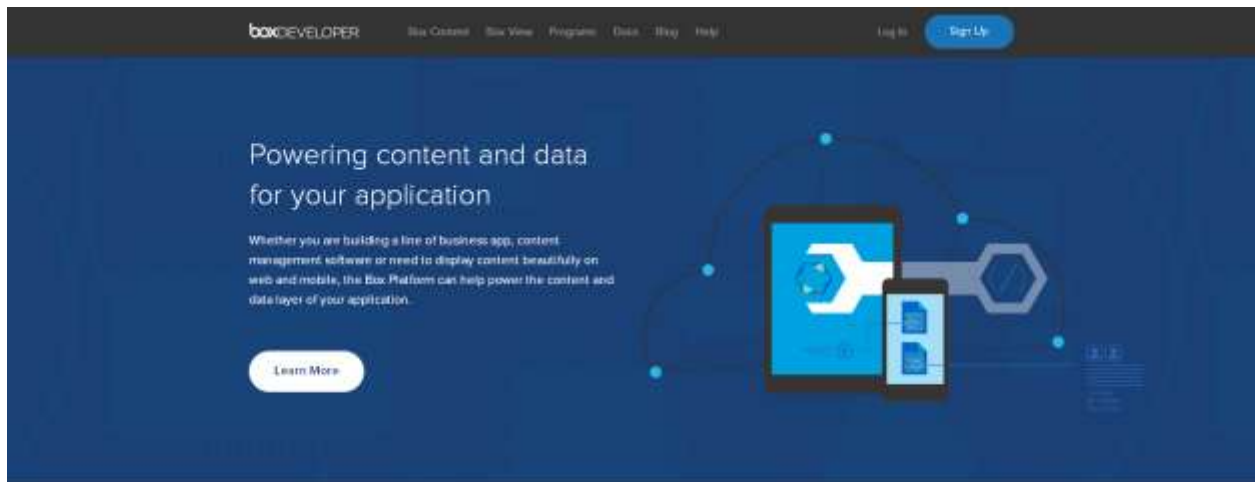 boxDEVELOPER
Box Content Box View Programs Docs Blog Help
Log In
Sign Up
Powering content and data
for your application
Whether you are building a line of business app, content
management software or need to display content beautifully on
web and mobile, the Box Platform can help power the content and
data layer of your application.
Learn More